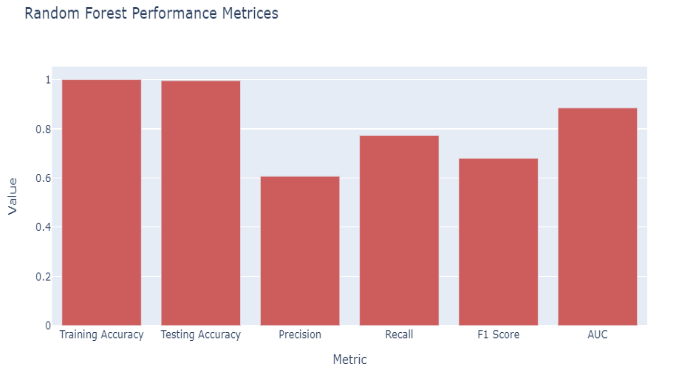 Random Forest Performance Metrices
1
0.8
0.6
0.4
0.2
0
Value
Training Accuracy Testing Accuracy Precision Recall F1 Score AUC
Metric